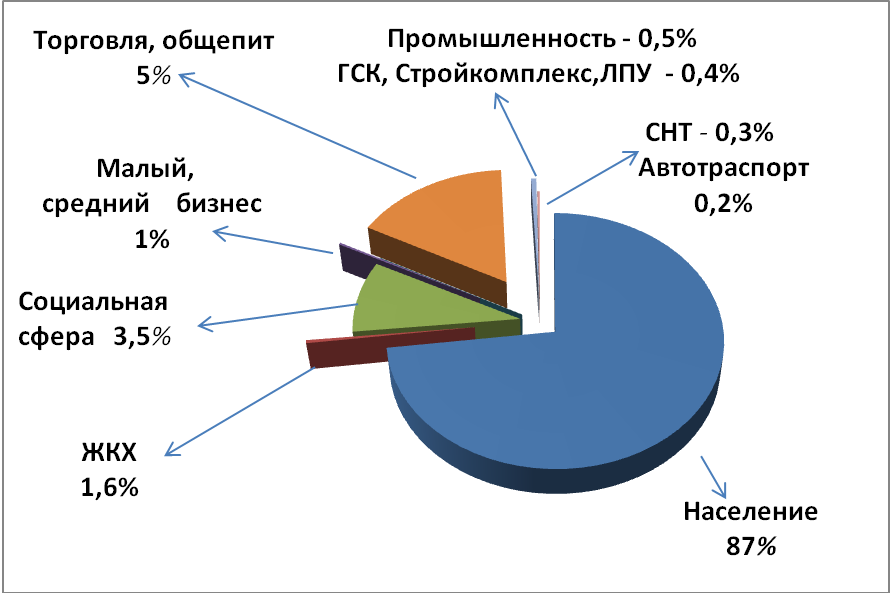 Торговля, общепит
5%
Промышленность - 0,5%
ГСК, Стройкомплекс,ЛПУ - 0,4%
СНТ - 0,3%
Автотраспорт
0,2%
Малый,
средний бизнес
1%
Социальная
сфера 3,5%
ЖКХ
1,6%
Население
87%